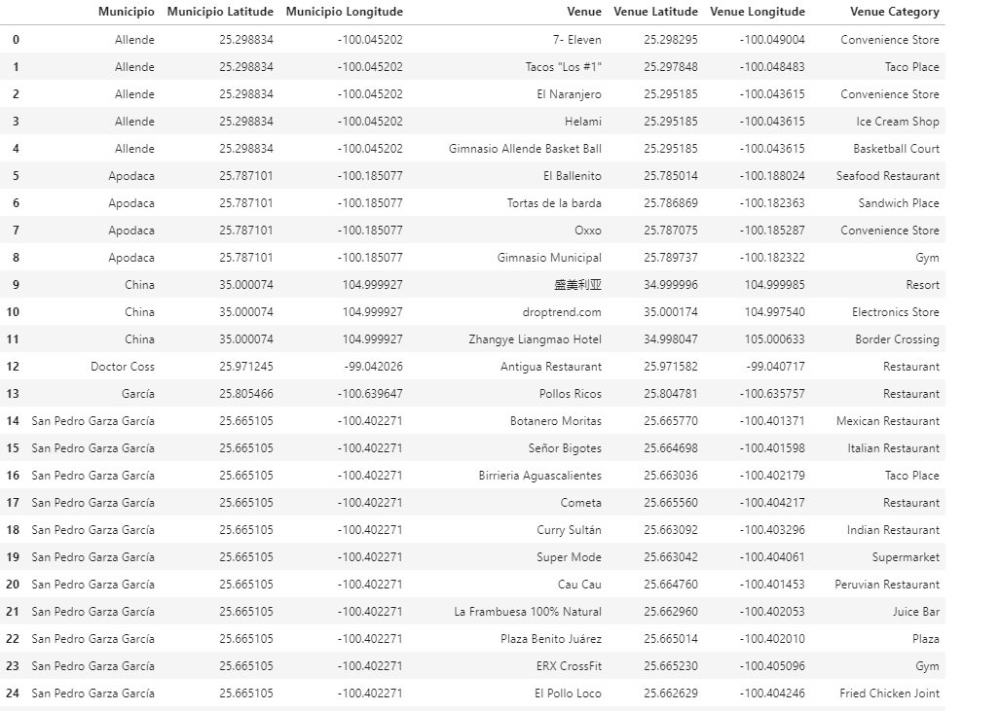 Municipio Municipio Latitude Municipio Longitude Venue Venue Latitude Venue Longitude Venue Category
0 Allende 25.298834 -100.045202 7- Eleven 25.298295 -100.049004 Convenience Store
1 Allende 25.298834 -100.045202 Tacos "Los #1" 25.297848 -100.048483 Taco Place
2 Allende 25.298834 -100.045202 El Naranjero 25.295185 -100.043615 Convenience Store
3 Allende 25.298834 -100.045202 Helami 25.295185 -100.043615 Ice Cream Shop
4 Allende 25.298834 -100.045202 Gimnasio Allende Basket Ball 25.295185 -100.043615 Basketball Court
5 Apodaca 25.787101 -100.185077 El Ballenito 25.785014 -100.188024 Seafood Restaurant
6 Apodaca 25.787101 -100.185077 Tortas de la barda 25.786869 -100.182363 Sandwich Place
7 Apodaca 25.787101 -100.185077 Oxxo 25.787075 -100.185287 Convenience Store
8 Apodaca 25.787101 -100.185077 Gimnasio Municipal 25.789737 -100.182322 Gym
9 China 35.000074 104.999927 盛美利亚 34.999996 104.999985 Resort
10 China 35.000074 104.999927 droptrend.com 35.000174 104.997540 Electronics Store
11 China 35.000074 104.999927 Zhangye Liangmao Hotel 34.998047 105.000633 Border Crossing
12 Doctor Coss 25.971245 -99.042026 Antigua Restaurant 25.971582 -99.040717 Restaurant
13 García 25.805466 -100.639647 Pollos Ricos 25.804781 -100.635757 Restaurant
14 San Pedro Garza García 25.665105 -100.402271 Botanero Moritas 25.665770 -100.401371 Mexican Restaurant
15 San Pedro Garza García 25.665105 -100.402271 Señor Bigotes 25.664698 -100.401598 Italian Restaurant
16 San Pedro Garza García 25.665105 -100.402271 Birrieria Aguascalientes 25.663036 -100.402179 Taco Place
17 San Pedro Garza García 25.665105 -100.402271 Cometa 25.665560 -100.404217 Restaurant
18 San Pedro Garza García 25.665105 -100.402271 Curry Sultán 25.663092 -100.403296 Indian Restaurant
19 San Pedro Garza García 25.665105 -100.402271 Super Mode 25.663042 -100.404061 Supermarket
20 San Pedro Garza García 25.665105 -100.402271 Cau Cau 25.664760 -100.401453 Peruvian Restaurant
21 San Pedro Garza García 25.665105 -100.402271 La Frambuesa 100% Natural 25.662960 -100.402053 Juice Bar
22 San Pedro Garza García 25.665105 -100.402271 Plaza Benito Juárez 25.665014 -100.402010 Plaza
23 San Pedro Garza García 25.665105 -100.402271 ERX CrossFit 25.665230 -100.405096 Gym
24 San Pedro Garza García 25.665105 -100.402271 El Pollo Loco 25.662629 -100.404246 Fried Chicken Joint